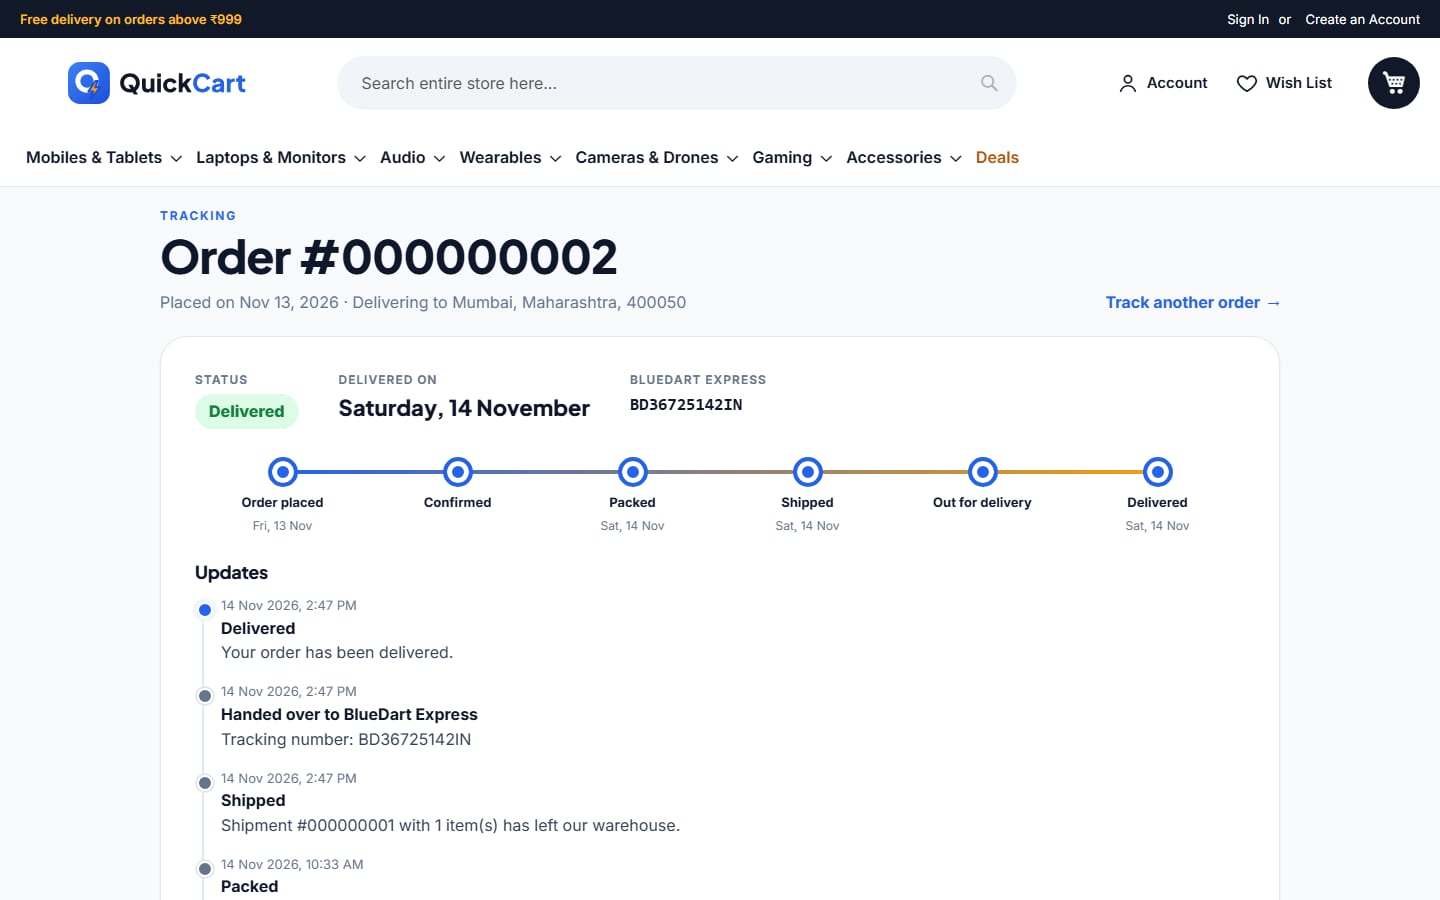 Free delivery on orders above ₹999
Sign In or Create an Account
QuickCart
Search entire store here...
Account
Wish List
Mobiles & Tablets
Laptops & Monitors
Audio
Wearables
Cameras & Drones
Gaming
Accessories
Deals
TRACKING
Order #000000002
Placed on Nov 13, 2026 · Delivering to Mumbai, Maharashtra, 400050
Track another order →
STATUS
Delivered
DELIVERED ON
Saturday, 14 November
BLUEDART EXPRESS
BD36725142IN
Order placed
Fri, 13 Nov
Confirmed
Packed
Sat, 14 Nov
Shipped
Sat, 14 Nov
Out for delivery
Delivered
Sat, 14 Nov
Updates
14 Nov 2026, 2:47 PM
Delivered
Your order has been delivered.
14 Nov 2026, 2:47 PM
Handed over to BlueDart Express
Tracking number: BD36725142IN
14 Nov 2026, 2:47 PM
Shipped
Shipment #000000001 with 1 item(s) has left our warehouse.
14 Nov 2026, 10:33 AM
Packed